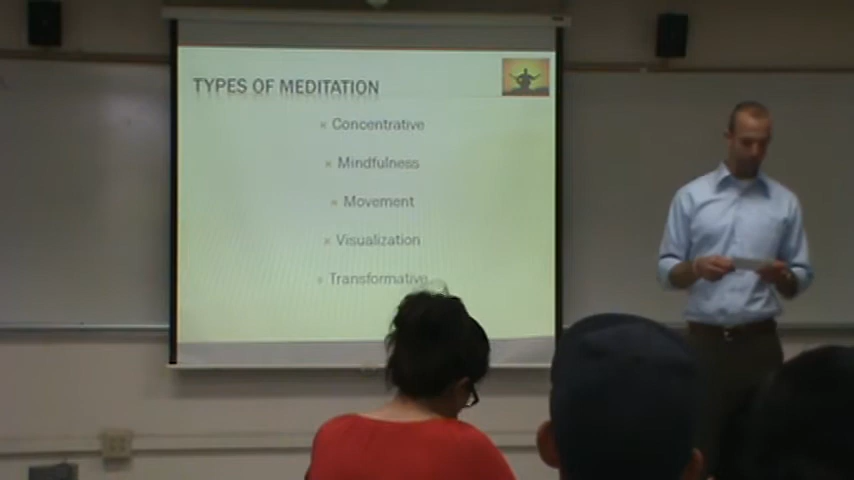 TYPES OF MEDITATION
Concentrative
Mindfulness
Movement
Visualization
Transformative